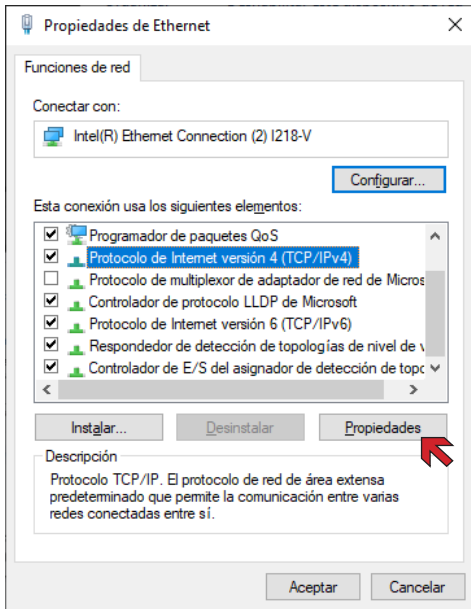 Propiedades de Ethernet
Funciones de red
Conectar con:
Intel(R) Ethernet Connection (2) I218-V
Configurar...
Esta conexión usa los siguientes elementos:
Programador de paquetes QoS
Protocolo de Internet versión 4 (TCP/IPv4)
Protocolo de multiplexor de adaptador de red de Micros
Controlador de protocolo LLDP de Microsoft
Protocolo de Internet versión 6 (TCP/IPv6)
Respondedor de detección de topologías de nivel de v
Controlador de E/S del asignador de detección de topc
Instalar...
Desinstalar
Propiedades
Descripción
Protocolo TCP/IP. El protocolo de red de área extensa
predeterminado que permite la comunicación entre varias
redes conectadas entre sí.
Aceptar
Cancelar